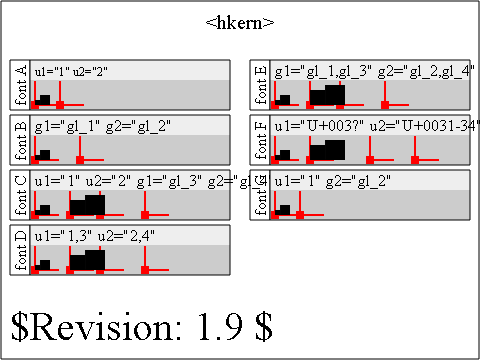 <hkern>
font A
u1="1" u2="2"
font B
g1="gl_1" g2="gl_2"
font C
u1="1" u2="2" g1="gl_3" g2="gl_4"
font D
u1="1,3" u2="2,4"
font E
g1="gl_1,gl_3" g2="gl_2,gl_4"
font F
u1="U+003?" u2="U+0031-34"
font G
u1="1" g2="gl_2"
$Revision: 1.9 $